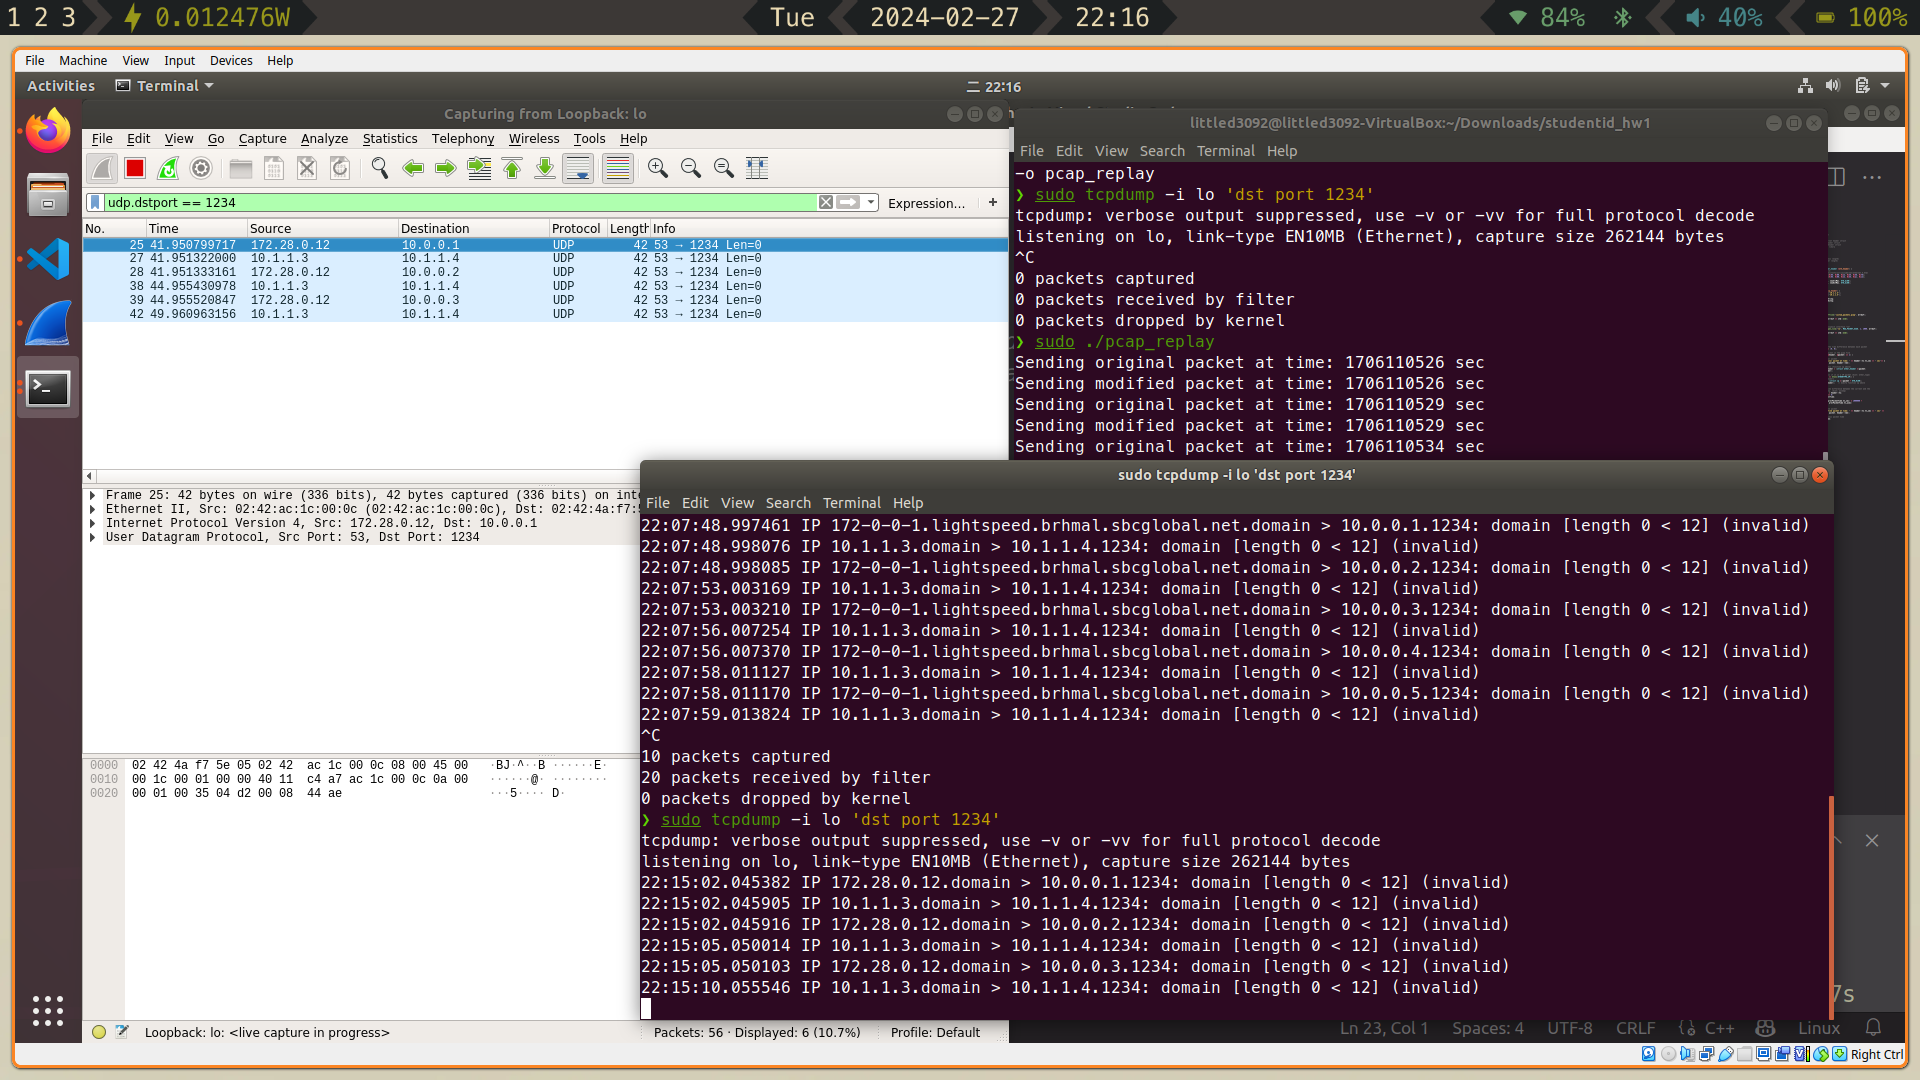 1 2 3 0.012476W Tue 2024-02-27 22:16 84% 40% 100%
File Machine View Input Devices Help
Activities Terminal 二 22:16
Capturing from Loopback: lo
File Edit View Go Capture Analyze Statistics Telephony Wireless Tools Help
udp.dstport == 1234 Expression… +
No. Time Source Destination Protocol Length Info
25 41.950799717 172.28.0.12 10.0.0.1 UDP 42 53 → 1234 Len=0
27 41.951322000 10.1.1.3 10.1.1.4 UDP 42 53 → 1234 Len=0
28 41.951333161 172.28.0.12 10.0.0.2 UDP 42 53 → 1234 Len=0
38 44.955430978 10.1.1.3 10.1.1.4 UDP 42 53 → 1234 Len=0
39 44.955520847 172.28.0.12 10.0.0.3 UDP 42 53 → 1234 Len=0
42 49.960963156 10.1.1.3 10.1.1.4 UDP 42 53 → 1234 Len=0
Frame 25: 42 bytes on wire (336 bits), 42 bytes captured (336 bits) on inte
Ethernet II, Src: 02:42:ac:1c:00:0c (02:42:ac:1c:00:0c), Dst: 02:42:4a:f7:5
Internet Protocol Version 4, Src: 172.28.0.12, Dst: 10.0.0.1
User Datagram Protocol, Src Port: 53, Dst Port: 1234
0000 02 42 4a f7 5e 05 02 42 ac 1c 00 0c 08 00 45 00 ·BJ·^··B ······E·
0010 00 1c 00 01 00 00 40 11 c4 a7 ac 1c 00 0c 0a 00 ······@· ········
0020 00 01 00 35 04 d2 00 08 44 ae ···5···· D·
Loopback: lo: <live capture in progress> Packets: 56 · Displayed: 6 (10.7%) Profile: Default
littled3092@littled3092-VirtualBox:~/Downloads/studentid_hw1
File Edit View Search Terminal Help
-o pcap_replay
❯ sudo tcpdump -i lo 'dst port 1234'
tcpdump: verbose output suppressed, use -v or -vv for full protocol decode
listening on lo, link-type EN10MB (Ethernet), capture size 262144 bytes
^C
0 packets captured
0 packets received by filter
0 packets dropped by kernel
❯ sudo ./pcap_replay
Sending original packet at time: 1706110526 sec
Sending modified packet at time: 1706110526 sec
Sending original packet at time: 1706110529 sec
Sending modified packet at time: 1706110529 sec
Sending original packet at time: 1706110534 sec
sudo tcpdump -i lo 'dst port 1234'
File Edit View Search Terminal Help
22:07:48.997461 IP 172-0-0-1.lightspeed.brhmal.sbcglobal.net.domain > 10.0.0.1.1234: domain [length 0 < 12] (invalid)
22:07:48.998076 IP 10.1.1.3.domain > 10.1.1.4.1234: domain [length 0 < 12] (invalid)
22:07:48.998085 IP 172-0-0-1.lightspeed.brhmal.sbcglobal.net.domain > 10.0.0.2.1234: domain [length 0 < 12] (invalid)
22:07:53.003169 IP 10.1.1.3.domain > 10.1.1.4.1234: domain [length 0 < 12] (invalid)
22:07:53.003210 IP 172-0-0-1.lightspeed.brhmal.sbcglobal.net.domain > 10.0.0.3.1234: domain [length 0 < 12] (invalid)
22:07:56.007254 IP 10.1.1.3.domain > 10.1.1.4.1234: domain [length 0 < 12] (invalid)
22:07:56.007370 IP 172-0-0-1.lightspeed.brhmal.sbcglobal.net.domain > 10.0.0.4.1234: domain [length 0 < 12] (invalid)
22:07:58.011127 IP 10.1.1.3.domain > 10.1.1.4.1234: domain [length 0 < 12] (invalid)
22:07:58.011170 IP 172-0-0-1.lightspeed.brhmal.sbcglobal.net.domain > 10.0.0.5.1234: domain [length 0 < 12] (invalid)
22:07:59.013824 IP 10.1.1.3.domain > 10.1.1.4.1234: domain [length 0 < 12] (invalid)
^C
10 packets captured
20 packets received by filter
0 packets dropped by kernel
❯ sudo tcpdump -i lo 'dst port 1234'
tcpdump: verbose output suppressed, use -v or -vv for full protocol decode
listening on lo, link-type EN10MB (Ethernet), capture size 262144 bytes
22:15:02.045382 IP 172.28.0.12.domain > 10.0.0.1.1234: domain [length 0 < 12] (invalid)
22:15:02.045905 IP 10.1.1.3.domain > 10.1.1.4.1234: domain [length 0 < 12] (invalid)
22:15:02.045916 IP 172.28.0.12.domain > 10.0.0.2.1234: domain [length 0 < 12] (invalid)
22:15:05.050014 IP 10.1.1.3.domain > 10.1.1.4.1234: domain [length 0 < 12] (invalid)
22:15:05.050103 IP 172.28.0.12.domain > 10.0.0.3.1234: domain [length 0 < 12] (invalid)
22:15:10.055546 IP 10.1.1.3.domain > 10.1.1.4.1234: domain [length 0 < 12] (invalid)
7s
Ln 23, Col 1 Spaces: 4 UTF-8 CRLF {} C++ Linux
Right Ctrl